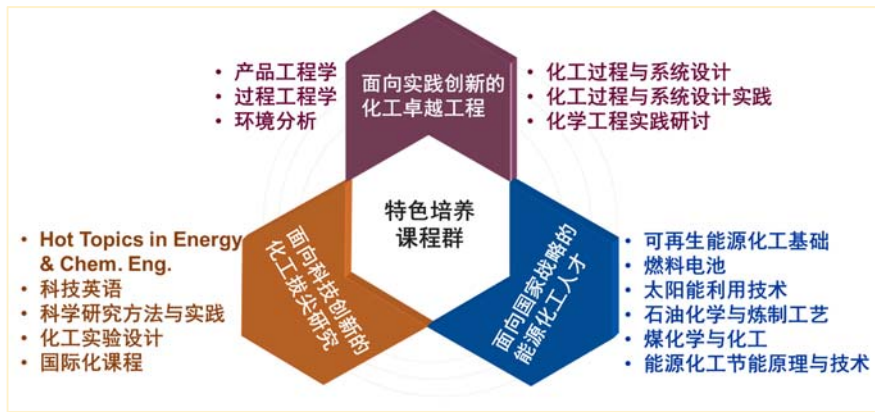 • 产品工程学
• 过程工程学
• 环境分析
面向实践创新的
化工卓越工程
• 化工过程与系统设计
• 化工过程与系统设计实践
• 化学工程实践研讨
特色培养
课程群
• Hot Topics in Energy
& Chem. Eng.
• 科技英语
• 科学研究方法与实践
• 化工实验设计
• 国际化课程
面向科技创新的
化工拔尖研究
面向国家战略的
能源化工人才
• 可再生能源化工基础
• 燃料电池
• 太阳能利用技术
• 石油化学与炼制工艺
• 煤化学与化工
• 能源化工节能原理与技术